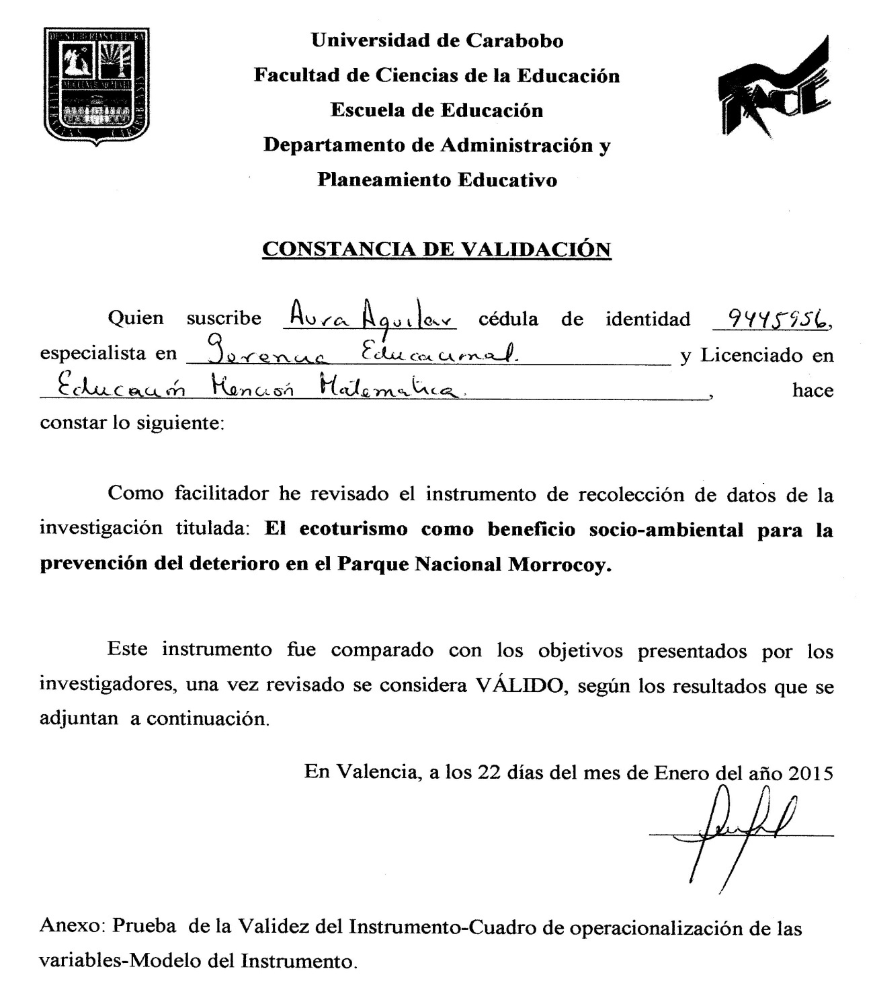 Universidad de Carabobo
Facultad de Ciencias de la Educación
Escuela de Educación
Departamento de Administración y
Planeamiento Educativo
FACE
CONSTANCIA DE VALIDACIÓN
Quien suscribe Aura Aguilar cédula de identidad 9445956,
especialista en Gerencia Educacional. y Licenciado en
Educación Mención Matematica. , hace
constar lo siguiente:
Como facilitador he revisado el instrumento de recolección de datos de la
investigación titulada: El ecoturismo como beneficio socio-ambiental para la
prevención del deterioro en el Parque Nacional Morrocoy.
Este instrumento fue comparado con los objetivos presentados por los
investigadores, una vez revisado se considera VÁLIDO, según los resultados que se
adjuntan a continuación.
En Valencia, a los 22 días del mes de Enero del año 2015
Anexo: Prueba de la Validez del Instrumento-Cuadro de operacionalización de las
variables-Modelo del Instrumento.